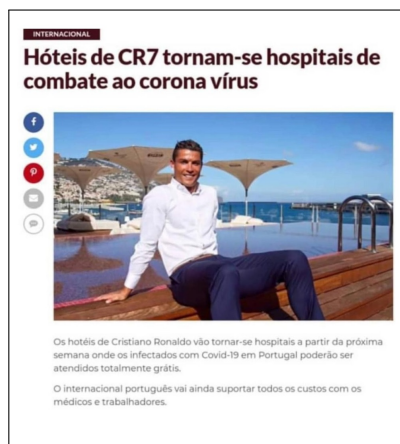 INTERNACIONAL
Hóteis de CR7 tornam-se hospitais de
combate ao corona vírus
Os hotéis de Cristiano Ronaldo vão tornar-se hospitais a partir da próxima
semana onde os infectados com Covid-19 em Portugal poderão ser
atendidos totalmente grátis.
O internacional português vai ainda suportar todos os custos com os
médicos e trabalhadores.